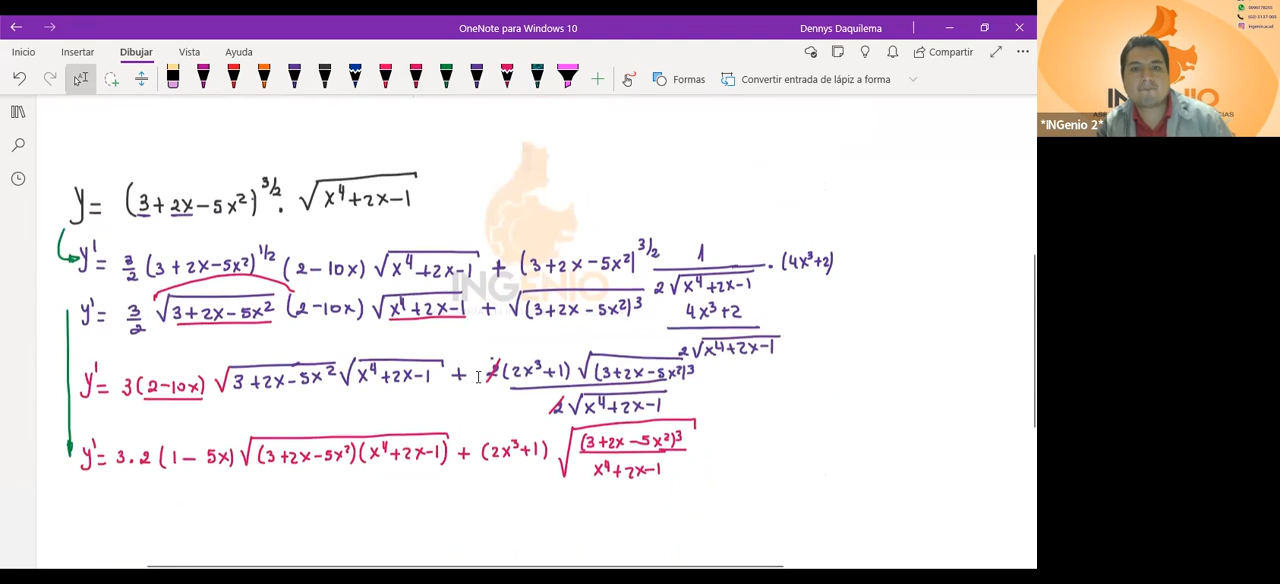 OneNote para Windows 10
Dennys Daquilema
Inicio Insertar Dibujar Vista Ayuda
Compartir
Formas
Convertir entrada de lápiz a forma
y = (3+2x-5x²)^3/2 . √(x⁴+2x-1)
y' = 3/2 (3+2x-5x²)^1/2 (2-10x) √(x⁴+2x-1) + (3+2x-5x²)^3/2 1/(2√(x⁴+2x-1)) . (4x³+2)
y' = 3/2 √(3+2x-5x²) (2-10x) √(x⁴+2x-1) + √((3+2x-5x²)³) (4x³+2)/(2√(x⁴+2x-1))
y' = 3(2-10x) √(3+2x-5x²) √(x⁴+2x-1) + 2(2x³+1) √((3+2x-5x²)³)/(2√(x⁴+2x-1))
y' = 3.2 (1-5x) √((3+2x-5x²)(x⁴+2x-1)) + (2x³+1) √((3+2x-5x²)³/(x⁴+2x-1))
INGENIO
*INGenio 2*